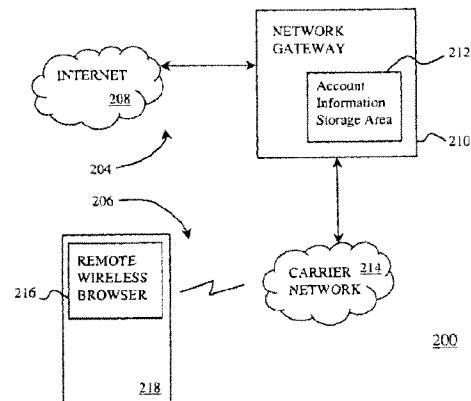 NETWORK
GATEWAY
212
INTERNET
208
Account
Information
Storage Area
210
204
206
REMOTE
WIRELESS
BROWSER
216
CARRIER
NETWORK
214
218
200